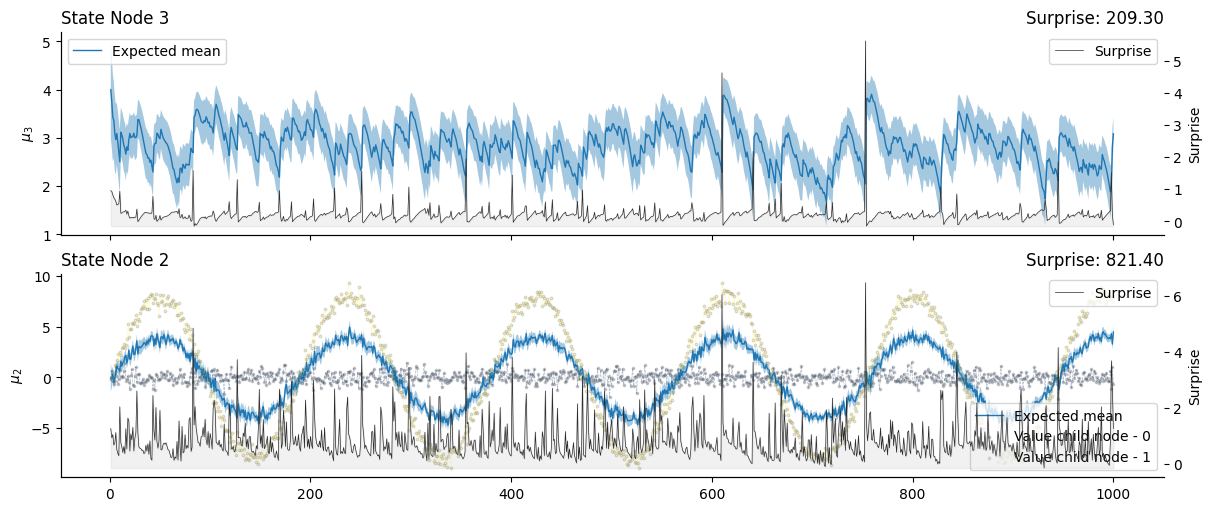 State Node 3
Surprise: 209.30
Expected mean
Surprise
5
4
3
2
1
μ3
5
4
3
2
1
0
Surprise
State Node 2
Surprise: 821.40
Surprise
10
5
0
−5
μ2
6
4
2
0
Surprise
Expected mean
Value child node - 0
Value child node - 1
0
200
400
600
800
1000